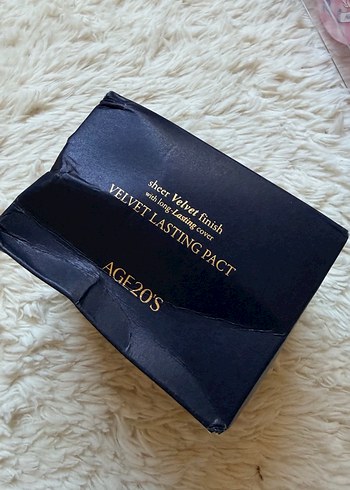 sheer Velvet finish
with long-Lasting cover
VELVET LASTING PACT
AGE20'S